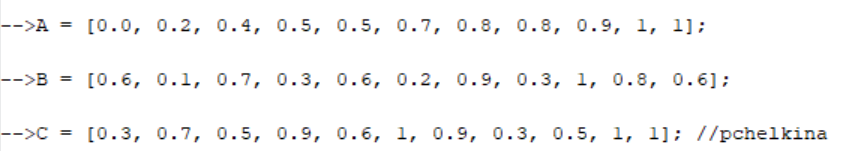 -->A = [0.0, 0.2, 0.4, 0.5, 0.5, 0.7, 0.8, 0.8, 0.9, 1, 1];
-->B = [0.6, 0.1, 0.7, 0.3, 0.6, 0.2, 0.9, 0.3, 1, 0.8, 0.6];
-->C = [0.3, 0.7, 0.5, 0.9, 0.6, 1, 0.9, 0.3, 0.5, 1, 1]; //pchelkina